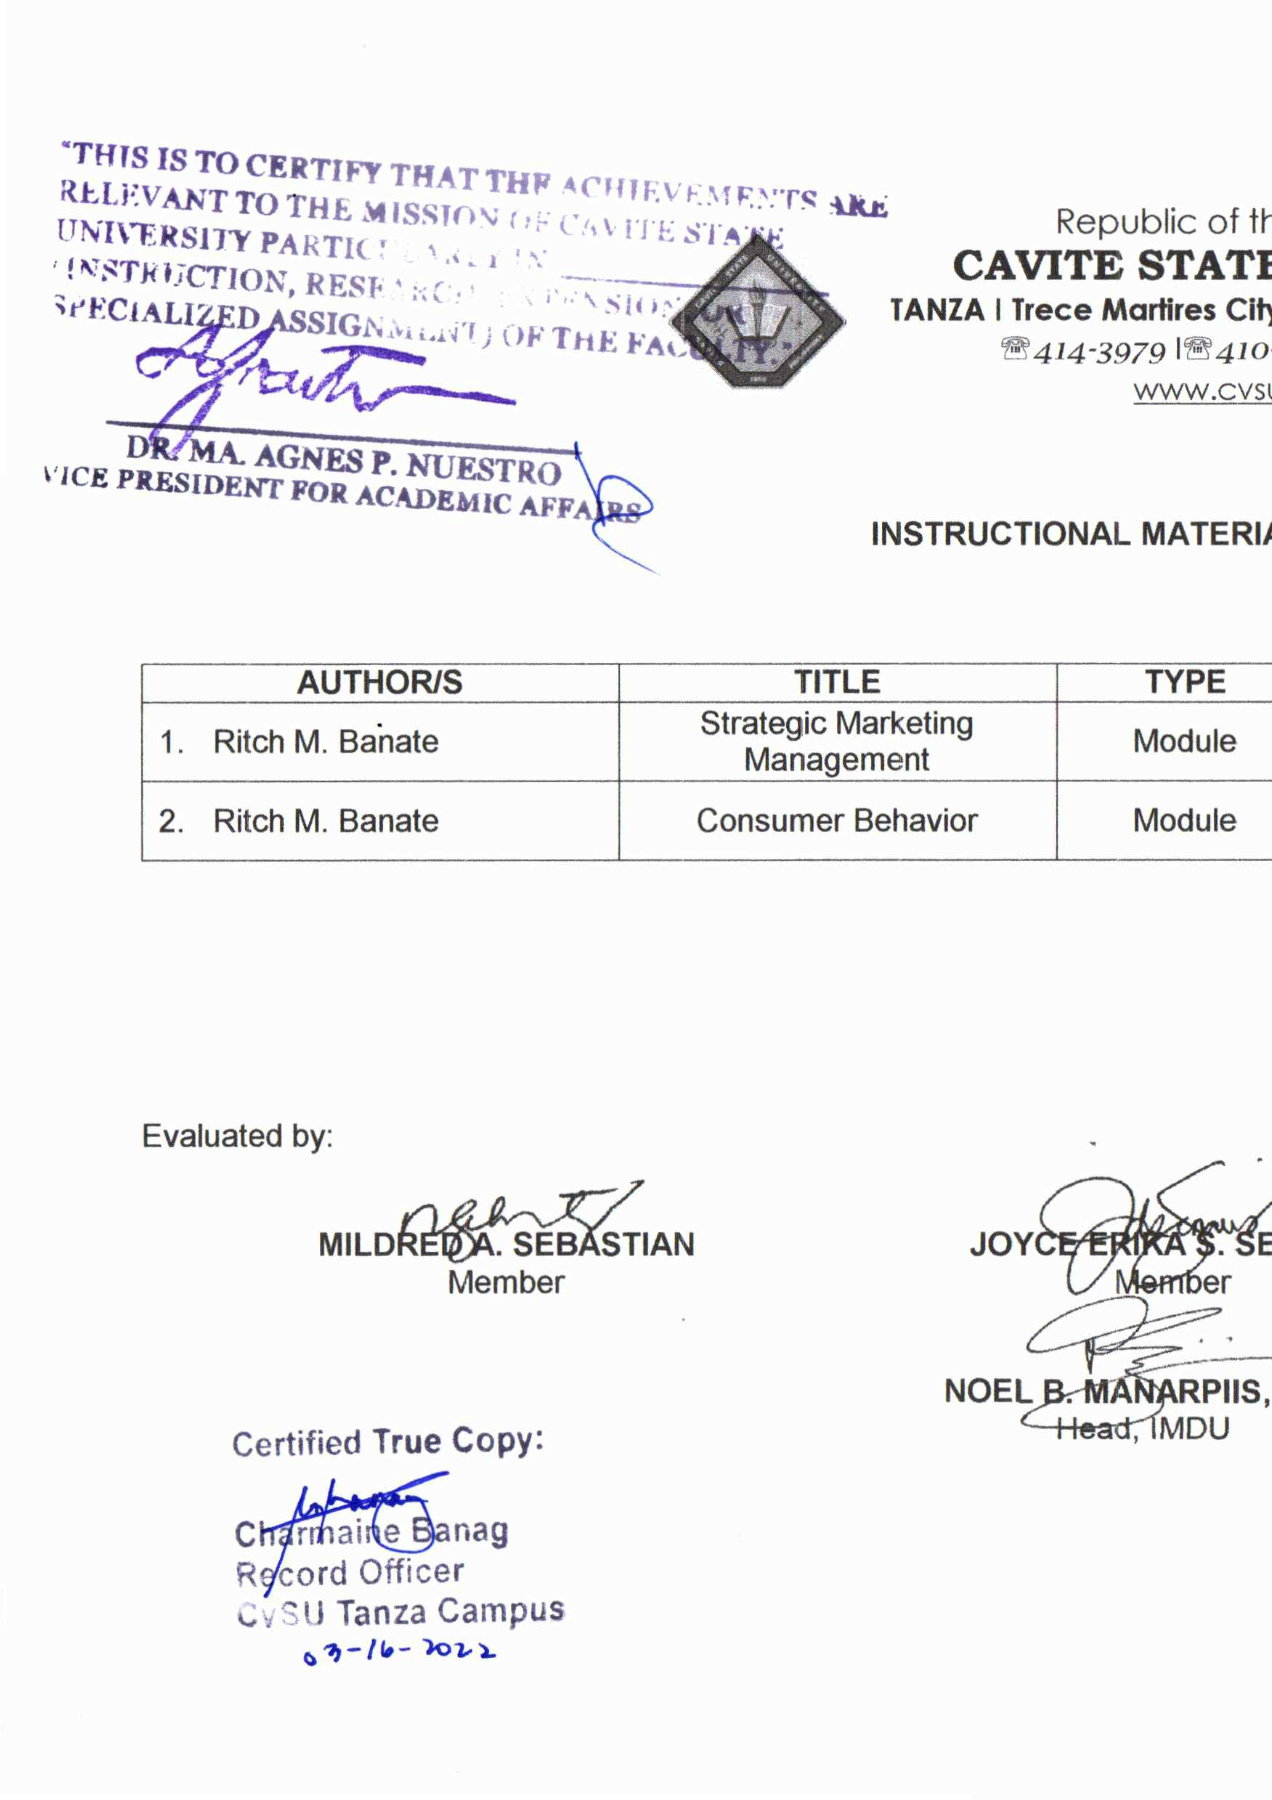 "THIS IS TO CERTIFY THAT THE ACHIEVEMENTS ARE
RELEVANT TO THE MISSION OF CAVITE STATE
UNIVERSITY PARTICULARLY IN
(INSTRUCTION, RESEARCH, EXTENSION, OR
SPECIALIZED ASSIGNMENT) OF THE FACULTY."
DR. MA. AGNES P. NUESTRO
VICE PRESIDENT FOR ACADEMIC AFFAIRS
Republic of th
CAVITE STATE
TANZA | Trece Martires City
☏414-3979 |☏410-
WWW.CVSU
INSTRUCTIONAL MATERIA
AUTHOR/S TITLE TYPE
1. Ritch M. Banate Strategic Marketing Management Module
2. Ritch M. Banate Consumer Behavior Module
Evaluated by:
MILDRED A. SEBASTIAN
Member
JOYCE ERIKA S. SE
Member
NOEL B. MANARPIIS,
Head, IMDU
Certified True Copy:
Charmaine Banag
Record Officer
CvSU Tanza Campus
03-16-2022